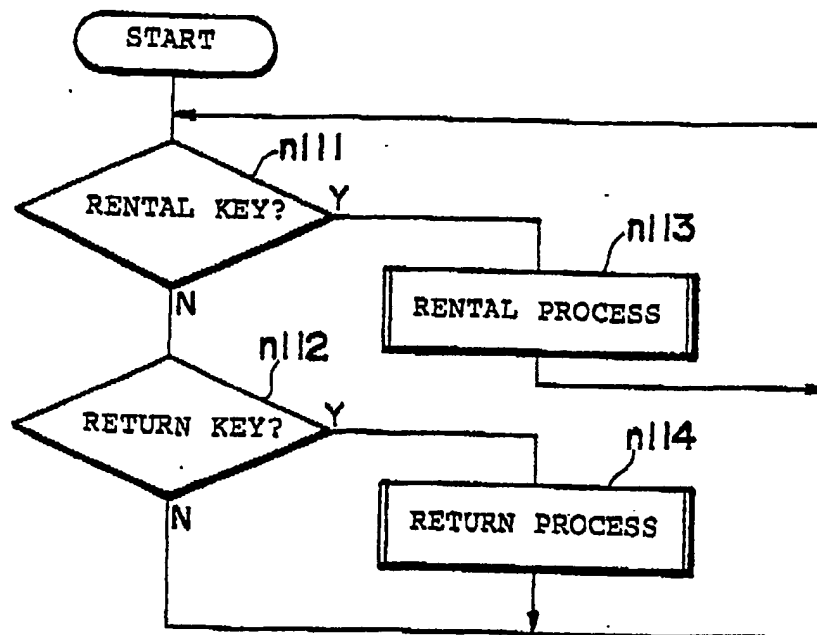 START
n111
RENTAL KEY?
Y
n113
N
RENTAL PROCESS
n112
RETURN KEY?
Y
n114
N
RETURN PROCESS